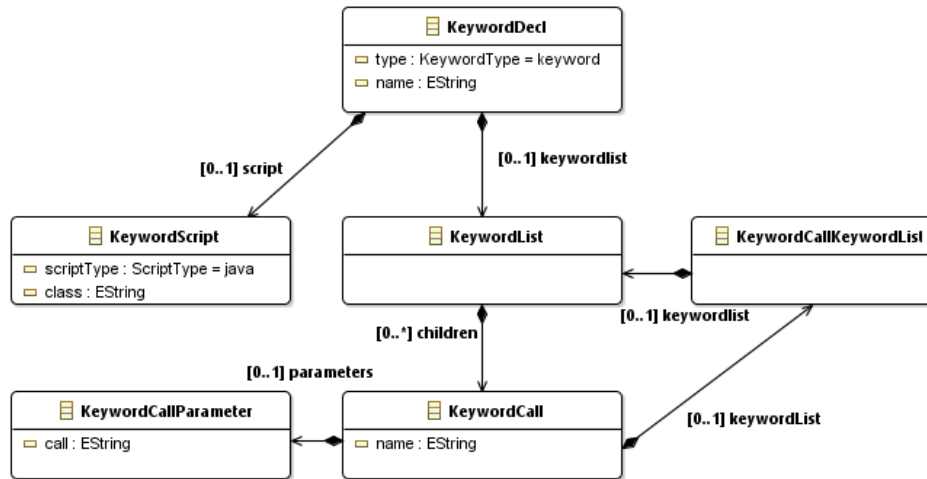 KeywordDecl
type : KeywordType = keyword
name : EString
[0..1] script
[0..1] keywordlist
KeywordScript
scriptType : ScriptType = java
class : EString
KeywordList
KeywordCallKeywordList
[0..1] keywordlist
[0..*] children
[0..1] parameters
[0..1] keywordList
KeywordCallParameter
call : EString
KeywordCall
name : EString